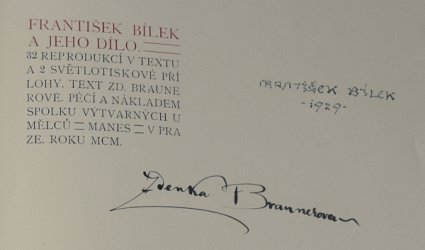 FRANTIŠEK BÍLEK
A JEHO DÍLO.
32 REPRODUKCÍ V TEXTU
A 2 SVĚTLOTISKOVÉ PŘÍ
LOHY. TEXT ZD. BRAUNE
ROVÉ. PÉČÍ A NÁKLADEM
SPOLKU VÝTVARNÝCH U
MĚLCŮ = MANES = V PRA
ZE. ROKU MCM.
FRANTIŠEK BÍLEK
-1929-
Zdenka Braunerova